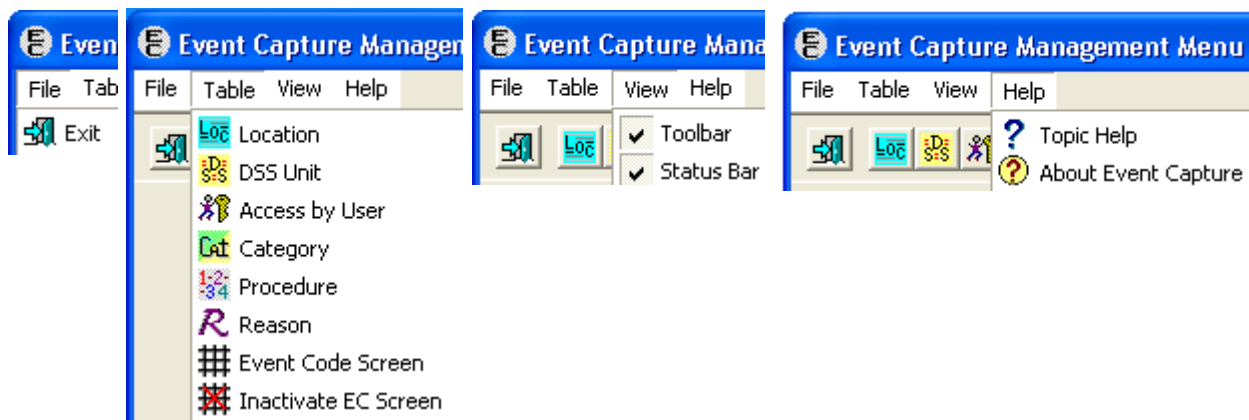 Even
File Tab
Exit
Event Capture Managen
File Table View Help
Location
DSS Unit
Access by User
Category
Procedure
Reason
Event Code Screen
Inactivate EC Screen
Event Capture Mana
File Table View Help
Toolbar
Status Bar
Event Capture Management Menu
File Table View Help
Topic Help
About Event Capture